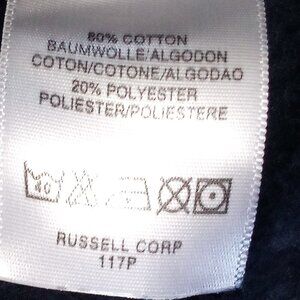 80% COTTON
BAUMWOLLE/ALGODON
COTON/COTONE/ALGODAO
20% POLYESTER
POLIESTER/POLIESTERE
40
RUSSELL CORP
117P